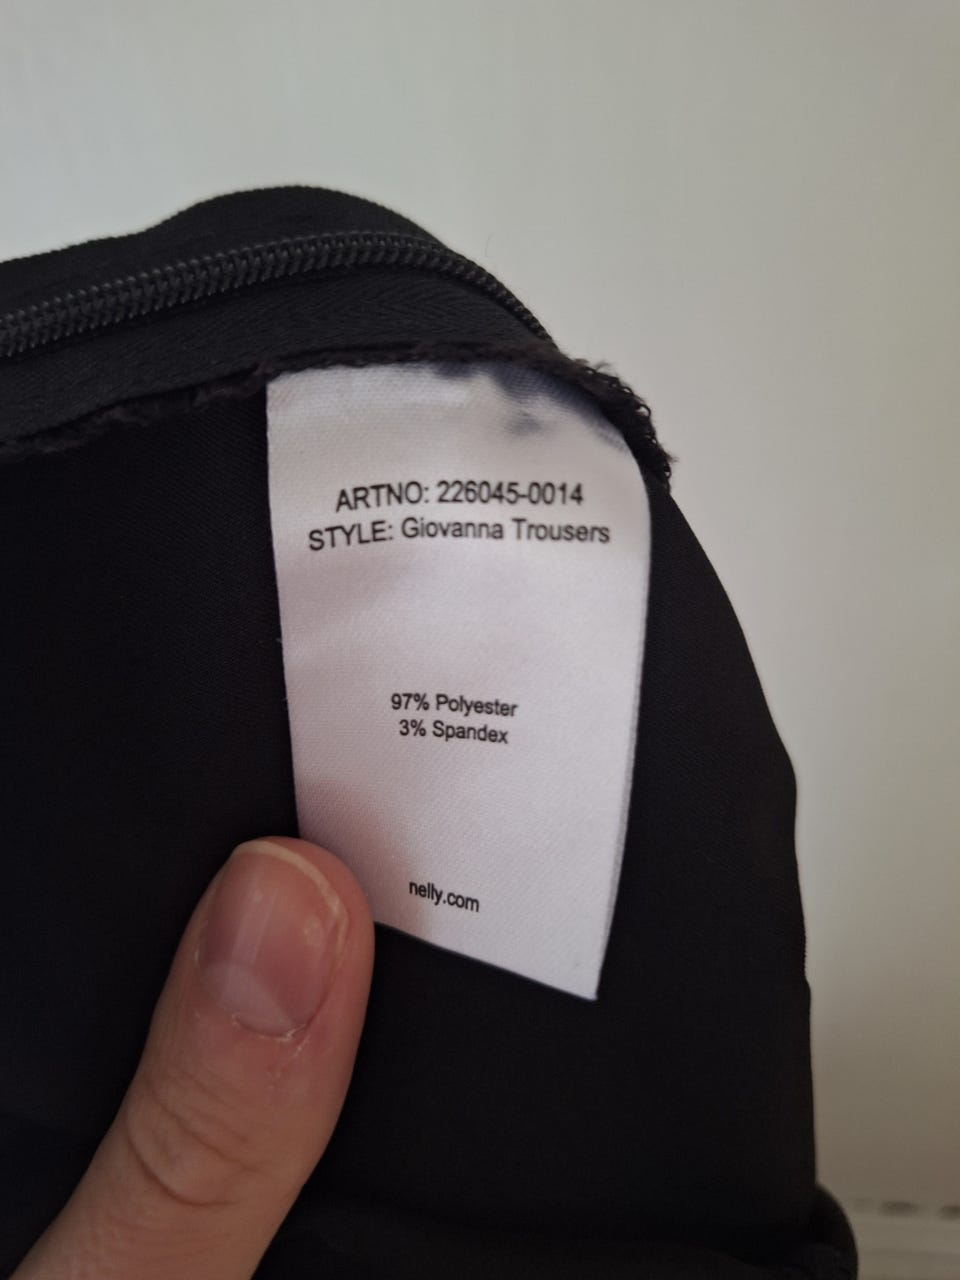 ARTNO: 226045-0014
STYLE: Giovanna Trousers
97% Polyester
3% Spandex
nelly.com